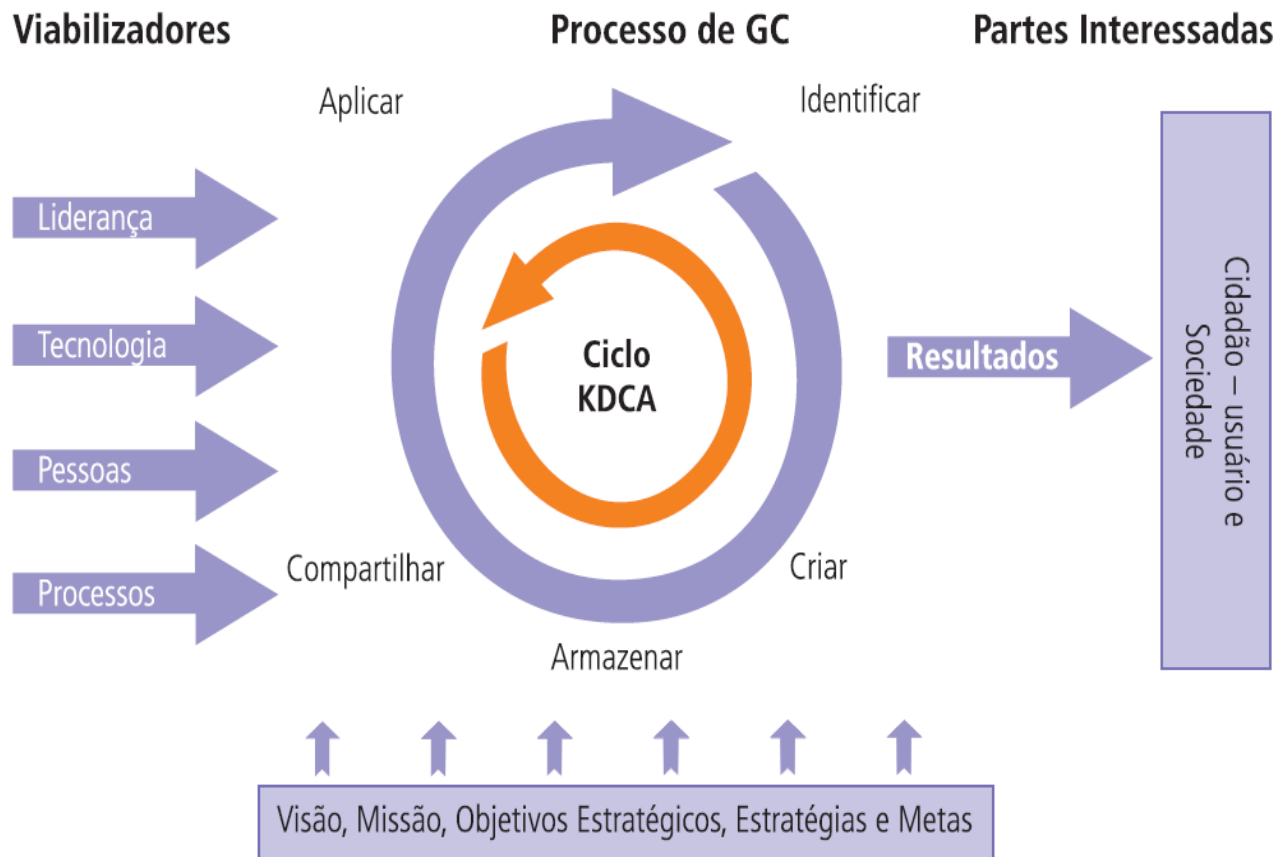 Viabilizadores
Processo de GC
Partes Interessadas
Aplicar
Identificar
Liderança
Tecnologia
Pessoas
Processos
Ciclo
KDCA
Compartilhar
Criar
Armazenar
Resultados
Cidadão – usuário e
Sociedade
Visão, Missão, Objetivos Estratégicos, Estratégias e Metas